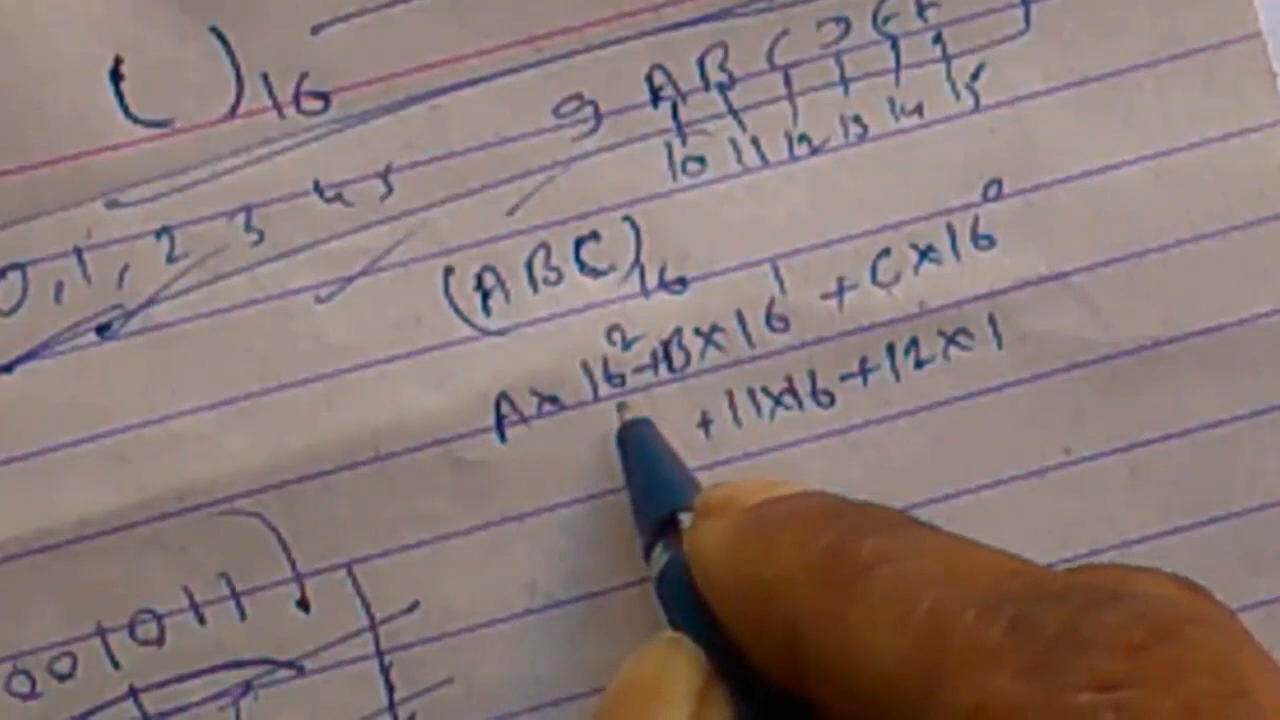 ( )16
9 A B C D E F
10 11 12 13 14 15
0, 1, 2 3 4 5
(ABC)16
A × 16² + B × 16¹ + C × 16⁰
+ 11 × 16 + 12 × 1
001011